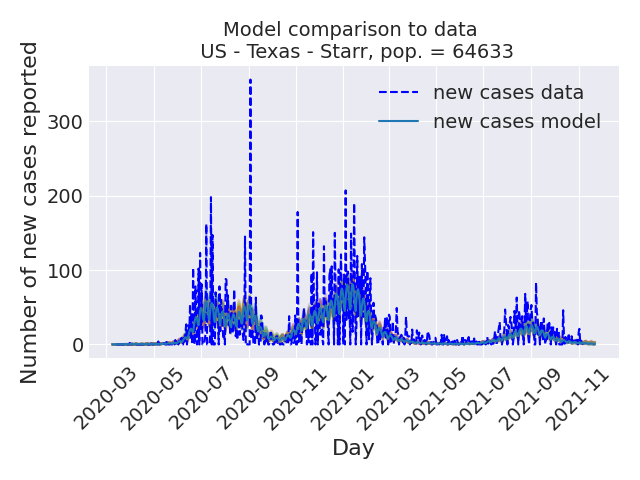 Model comparison to data
US - Texas - Starr, pop. = 64633
Number of new cases reported
300
200
100
0
new cases data
new cases model
2020-03
2020-05
2020-07
2020-09
2020-11
2021-01
2021-03
2021-05
2021-07
2021-09
2021-11
Day